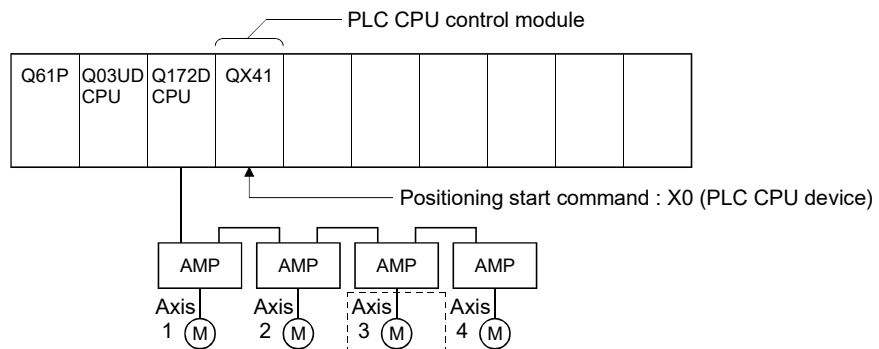 PLC CPU control module
Q61P
Q03UD
CPU
Q172D
CPU
QX41
Positioning start command : X0 (PLC CPU device)
AMP
AMP
AMP
AMP
Axis
1
M
Axis
2
M
Axis
3
M
Axis
4
M